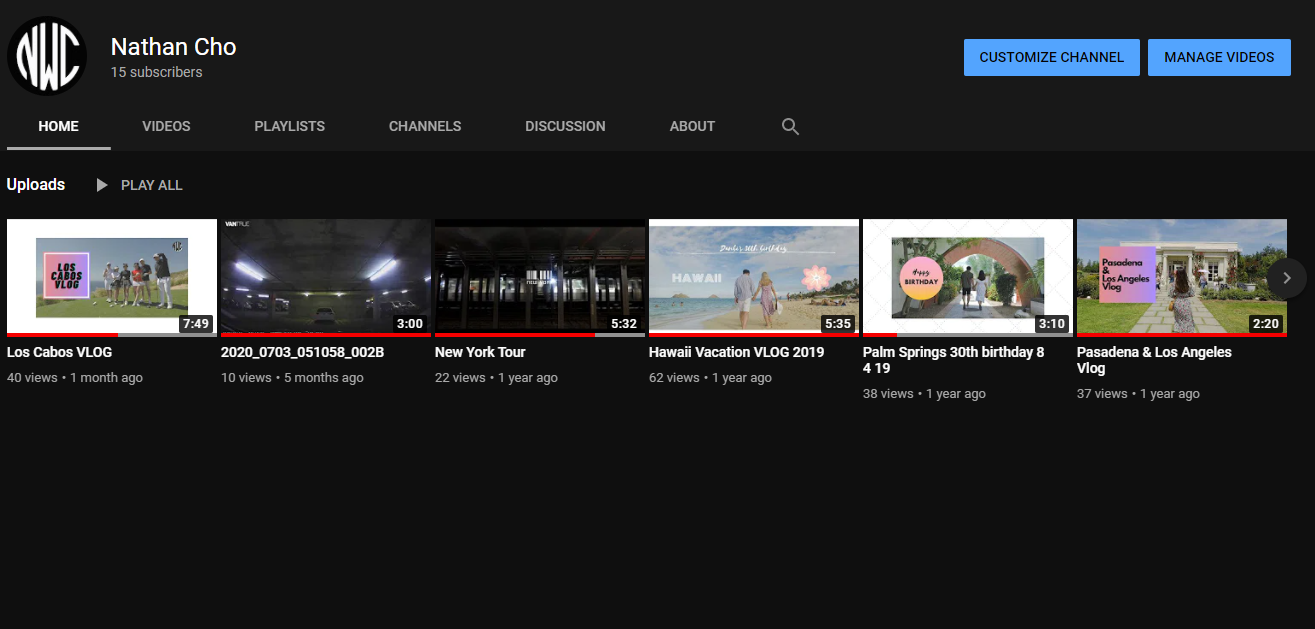 NWC
Nathan Cho
15 subscribers
CUSTOMIZE CHANNEL
MANAGE VIDEOS
HOME
VIDEOS
PLAYLISTS
CHANNELS
DISCUSSION
ABOUT
Uploads
PLAY ALL
NWC
LOS
CABOS
VLOG
7:49
VANTRUE
3:00
5:32
HAWAII
5:35
Happy
BIRTHDAY
3:10
Pasadena
&
Los Angeles
Vlog
2:20
Los Cabos VLOG
40 views • 1 month ago
2020_0703_051058_002B
10 views • 5 months ago
New York Tour
22 views • 1 year ago
Hawaii Vacation VLOG 2019
62 views • 1 year ago
Palm Springs 30th birthday 8
4 19
38 views • 1 year ago
Pasadena & Los Angeles
Vlog
37 views • 1 year ago